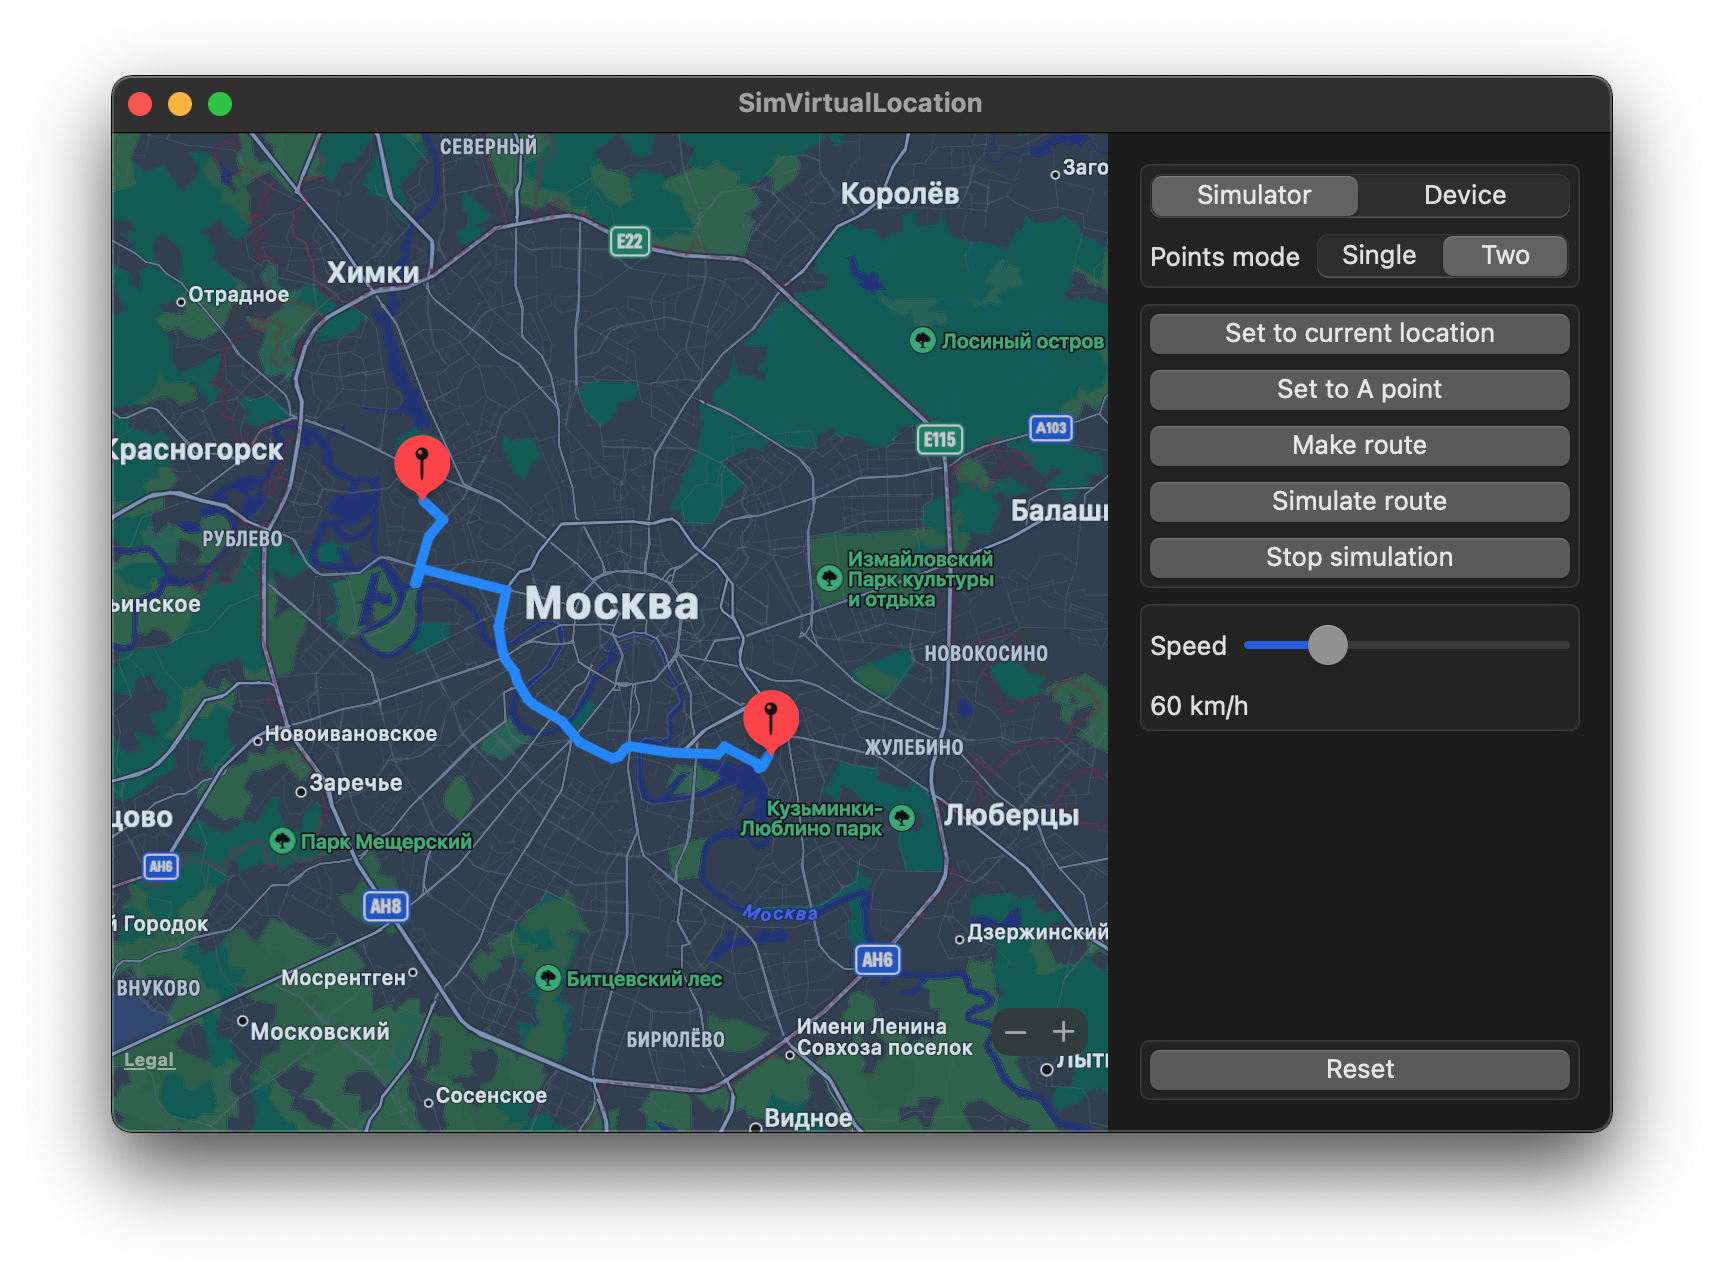 SimVirtualLocation
СЕВЕРНЫЙ
Заго
Королёв
E22
Химки
Отрадное
Лосиный остров
A103
E115
Красногорск
Балаши
РУБЛЕВО
Измайловский
Парк культуры
и отдыха
ьинское
Москва
НОВОКОСИНО
Новоивановское
ЖУЛЕБИНО
Заречье
Кузьминки-
Люблино парк
Люберцы
цово
Парк Мещерский
AH6
AH8
Москва
й Городок
Дзержинский
AH6
Мосрентген
Битцевский лес
ВНУКОВО
Имени Ленина
Совхоза поселок
Московский
БИРЮЛЁВО
Legal
Лытк
Сосенское
Видное
Simulator
Device
Points mode
Single
Two
Set to current location
Set to A point
Make route
Simulate route
Stop simulation
Speed
60 km/h
Reset